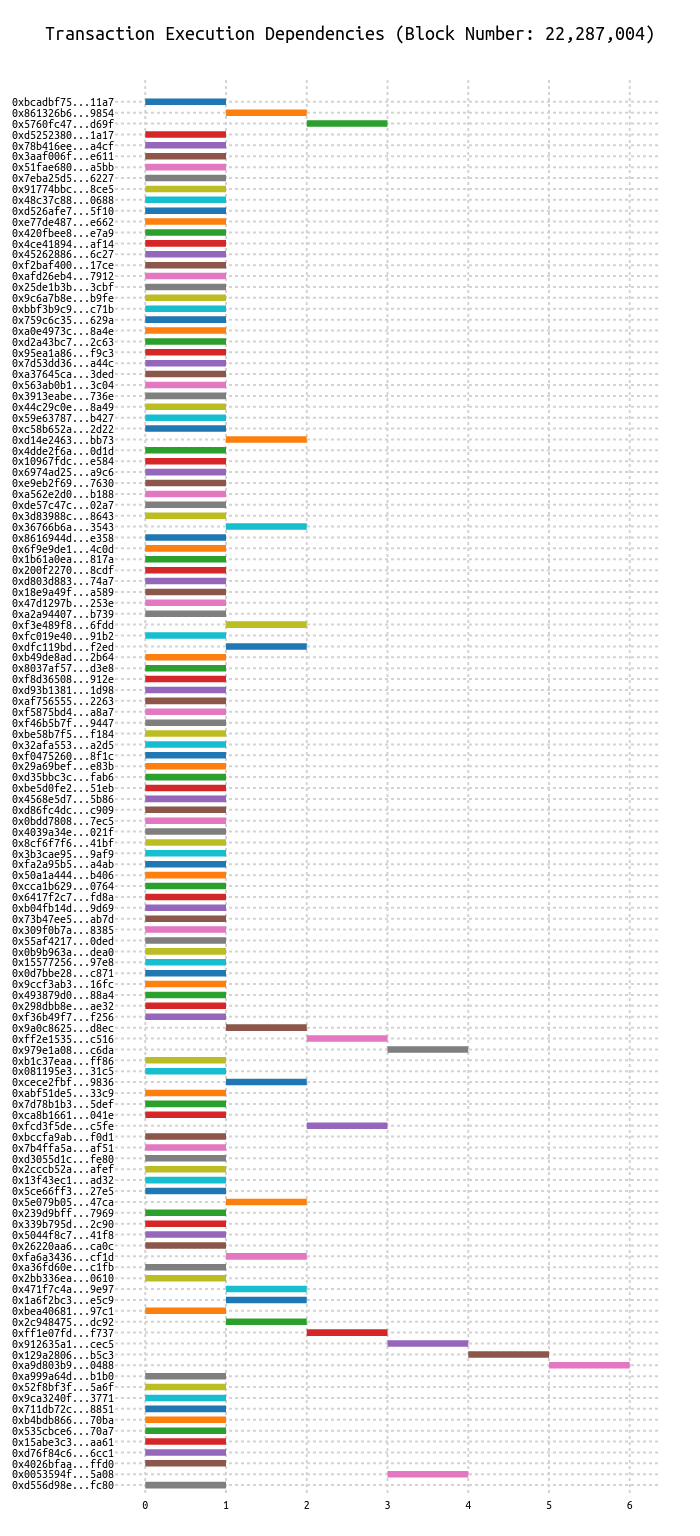 Transaction Execution Dependencies (Block Number: 22,287,004)
0xbcadbf75...11a7
0x861326b6...9854
0x5760fc47...d69f
0xd5252380...1a17
0x78b416ee...a4cf
0x3aaf006f...e611
0x51fae680...a5bb
0x7eba25d5...6227
0x91774bbc...8ce5
0x48c37c88...0688
0xd526afe7...5f10
0xe77de487...e662
0x420fbee8...e7a9
0x4ce41894...af14
0x45262886...6c27
0xf2baf400...17ce
0xafd26eb4...7912
0x25de1b3b...3cbf
0x9c6a7b8e...b9fe
0xbbf3b9c9...c71b
0x759c6c35...629a
0xa0e4973c...8a4e
0xd2a43bc7...2c63
0x95ea1a86...f9c3
0x7d53dd36...a44c
0xa37645ca...3ded
0x563ab0b1...3c04
0x3913eabe...736e
0x44c29c0e...8a49
0x59e63787...b427
0xc58b652a...2d22
0xd14e2463...bb73
0x4dde2f6a...0d1d
0x10967fdc...e584
0x6974ad25...a9c6
0xe9eb2f69...7630
0xa562e2d0...b188
0xde57c47c...02a7
0x3d83988c...8643
0x36766b6a...3543
0x8616944d...e358
0x6f9e9de1...4c0d
0x1b61a0ea...817a
0x200f2270...8cdf
0xd803d883...74a7
0x18e9a49f...a589
0x47d1297b...253e
0xa2a94407...b739
0xf3e489f8...6fdd
0xfc019e40...91b2
0xdfc119bd...f2ed
0xb49de8ad...2b64
0x8037af57...d3e8
0xf8d36508...912e
0xd93b1381...1d98
0xaf756555...2263
0xf5875bd4...a8a7
0xf46b5b7f...9447
0xbe58b7f5...f184
0x32afa553...a2d5
0xf0475260...8f1c
0x29a69bef...e83b
0xd35bbc3c...fab6
0xbe5d0fe2...51eb
0x4568e5d7...5b86
0xd86fc4dc...c909
0x0bdd7808...7ec5
0x4039a34e...021f
0x8cf6f7f6...41bf
0x3b3cae95...9af9
0xfa2a95b5...a4ab
0x50a1a444...b406
0xcca1b629...0764
0x6417f2c7...fd8a
0xb04fb14d...9d69
0x73b47ee5...ab7d
0x309f0b7a...8385
0x55af4217...0ded
0x0b9b963a...dea0
0x15577256...97e8
0x0d7bbe28...c871
0x9ccf3ab3...16fc
0x493879d0...88a4
0x298dbb8e...ae32
0xf36b49f7...f256
0x9a0c8625...d8ec
0xff2e1535...c516
0x979e1a08...c6da
0xb1c37eaa...ff86
0x081195e3...31c5
0xcece2fbf...9836
0xabf51de5...33c9
0x7d78b1b3...5def
0xca8b1661...041e
0xfcd3f5de...c5fe
0xbccfa9ab...f0d1
0x7b4ffa5a...af51
0xd3055d1c...fe80
0x2cccb52a...afef
0x13f43ec1...ad32
0x5ce66ff3...27e5
0x5e079b05...47ca
0x239d9bff...7969
0x339b795d...2c90
0x5044f8c7...41f8
0x26220aa6...ca0c
0xfa6a3436...cf1d
0xa36fd60e...c1fb
0x2bb336ea...0610
0x471f7c4a...9e97
0x1a6f2bc3...e5c9
0xbea40681...97c1
0x2c948475...dc92
0xff1e07fd...f737
0x912635a1...cec5
0x129a2806...b5c3
0xa9d803b9...0488
0xa999a64d...b1b0
0x52f8bf3f...5a6f
0x9ca3240f...3771
0x711db72c...8851
0xb4bdb866...70ba
0x535cbce6...70a7
0x15abe3c3...aa61
0xd76f84c6...6cc1
0x4026bfaa...ffd0
0x0053594f...5a08
0xd556d98e...fc80
0 1 2 3 4 5 6